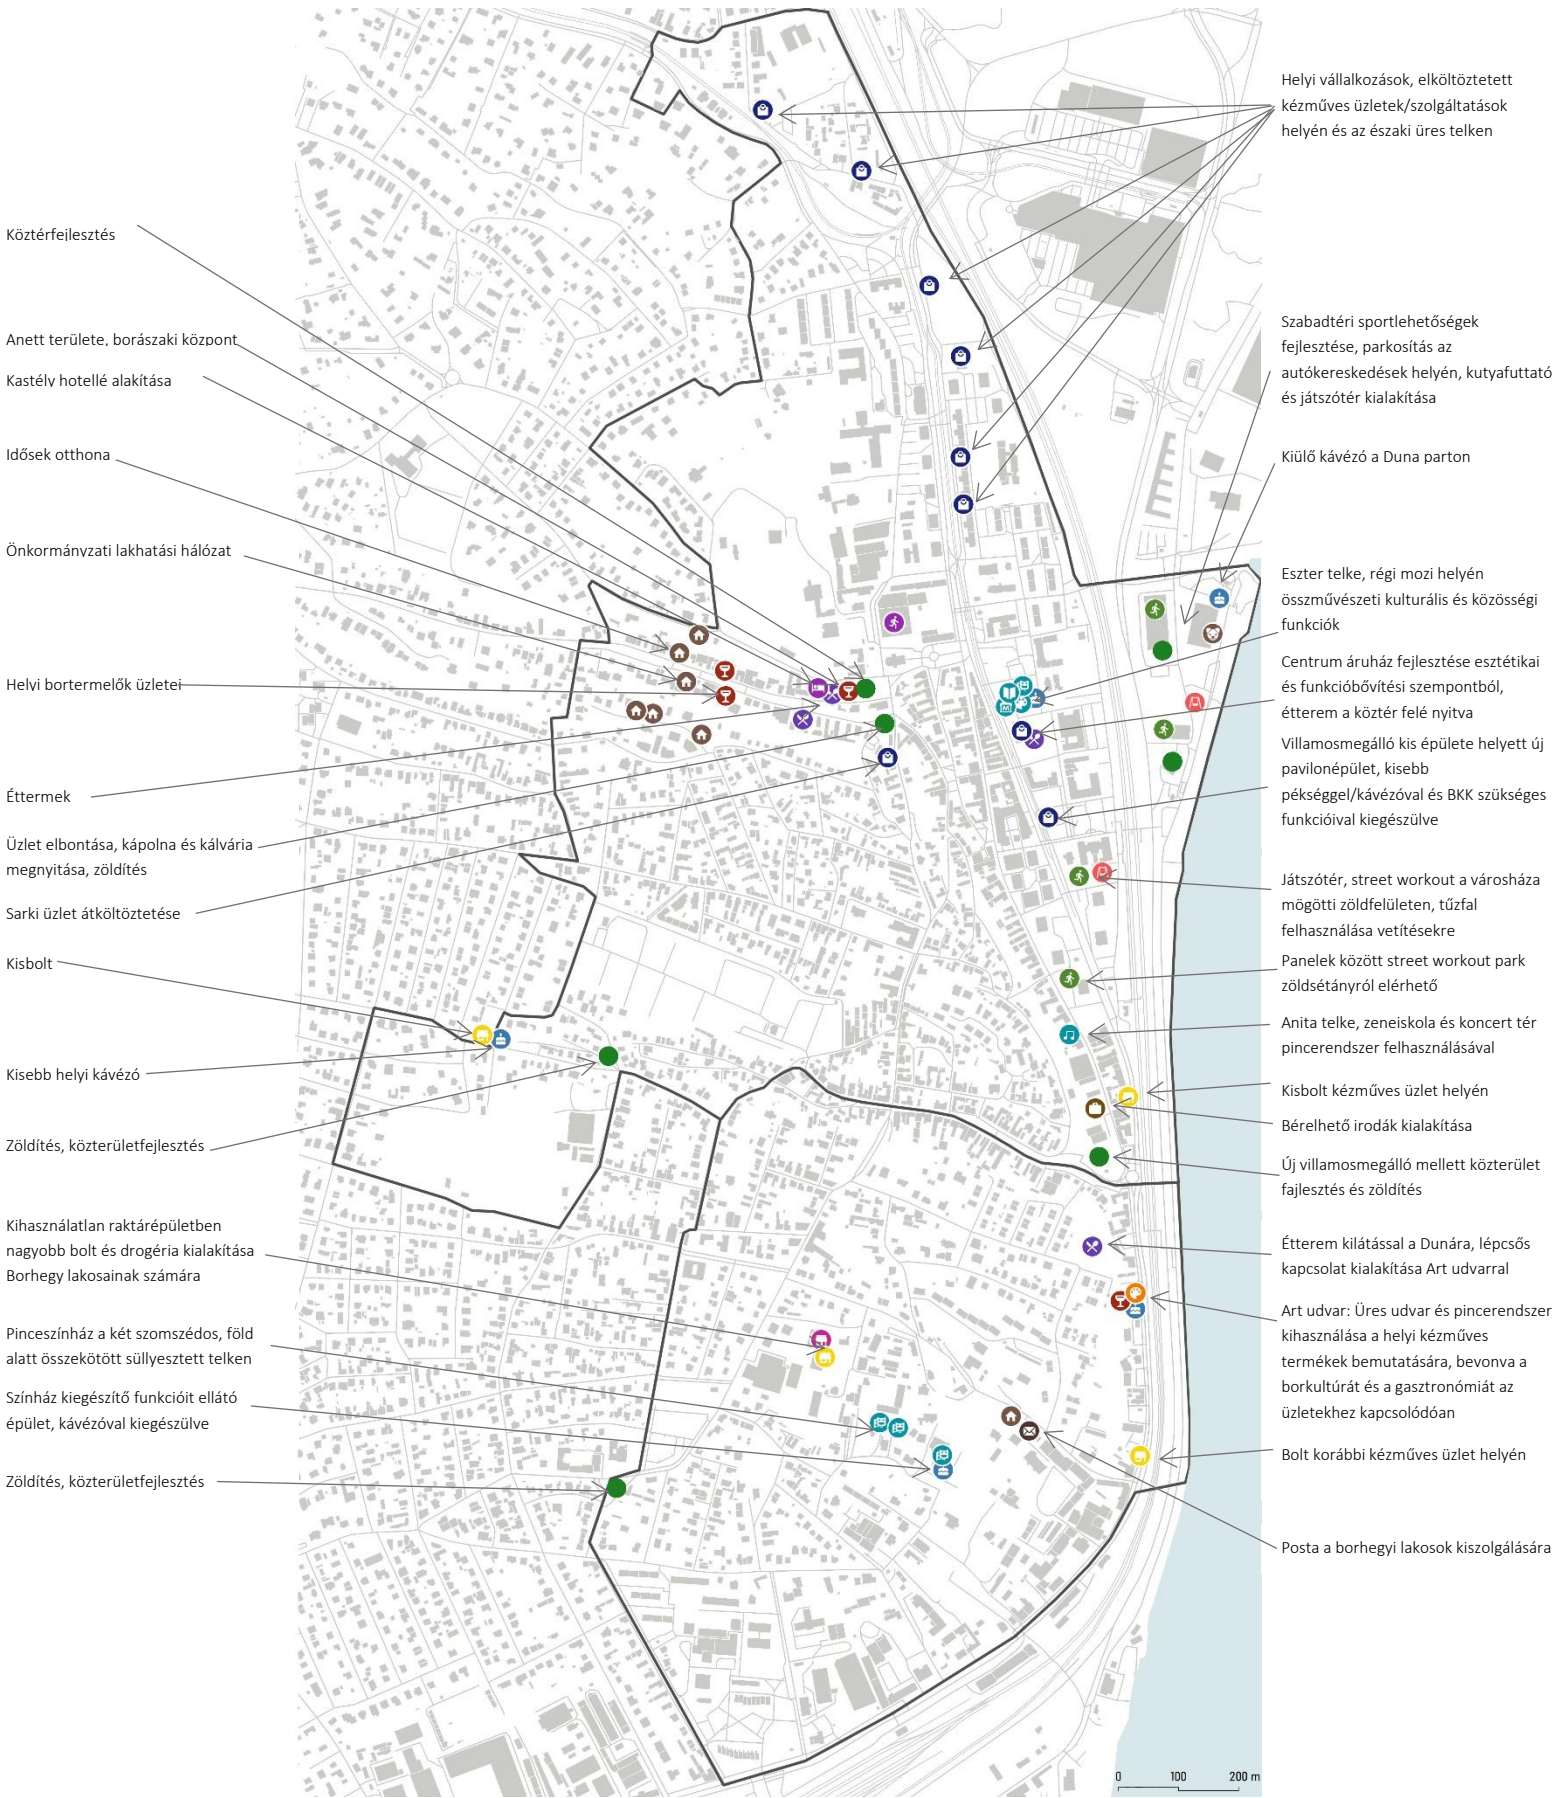 Köztérfejlesztés
Anett területe, borászaki központ
Kastély hotellé alakítása
Idősek otthona
Önkormányzati lakhatási hálózat
Helyi bortermelők üzletei
Éttermek
Üzlet elbontása, kápolna és kálvária
megnyitása, zöldítés
Sarki üzlet átköltöztetése
Kisbolt
Kisebb helyi kávézó
Zöldítés, közterületfejlesztés
Kihasználatlan raktárépületben
nagyobb bolt és drogéria kialakítása
Borhegy lakosainak számára
Pinceszínház a két szomszédos, föld
alatt összekötött süllyesztett telken
Színház kiegészítő funkcióit ellátó
épület, kávézóval kiegészülve
Zöldítés, közterületfejlesztés
Helyi vállalkozások, elköltöztetett
kézműves üzletek/szolgáltatások
helyén és az északi üres telken
Szabadtéri sportlehetőségek
fejlesztése, parkosítás az
autókereskedések helyén, kutyafuttató
és játszótér kialakítása
Kiülő kávézó a Duna parton
Eszter telke, régi mozi helyén
összművészeti kulturális és közösségi
funkciók
Centrum áruház fejlesztése esztétikai
és funkcióbővítési szempontból,
étterem a köztér felé nyitva
Villamosmegálló kis épülete helyett új
pavilonépület, kisebb
pékséggel/kávézóval és BKK szükséges
funkcióival kiegészülve
Játszótér, street workout a városháza
mögötti zöldfelületen, tűzfal
felhasználása vetítésekre
Panelek között street workout park
zöldsétányról elérhető
Anita telke, zeneiskola és koncert tér
pincerendszer felhasználásával
Kisbolt kézműves üzlet helyén
Bérelhető irodák kialakítása
Új villamosmegálló mellett közterület
fajlesztés és zöldítés
Étterem kilátással a Dunára, lépcsős
kapcsolat kialakítása Art udvarral
Art udvar: Üres udvar és pincerendszer
kihasználása a helyi kézműves
termékek bemutatására, bevonva a
borkultúrát és a gasztronómiát az
üzletekhez kapcsolódóan
Bolt korábbi kézműves üzlet helyén
Posta a borhegyi lakosok kiszolgálására
0 100 200 m